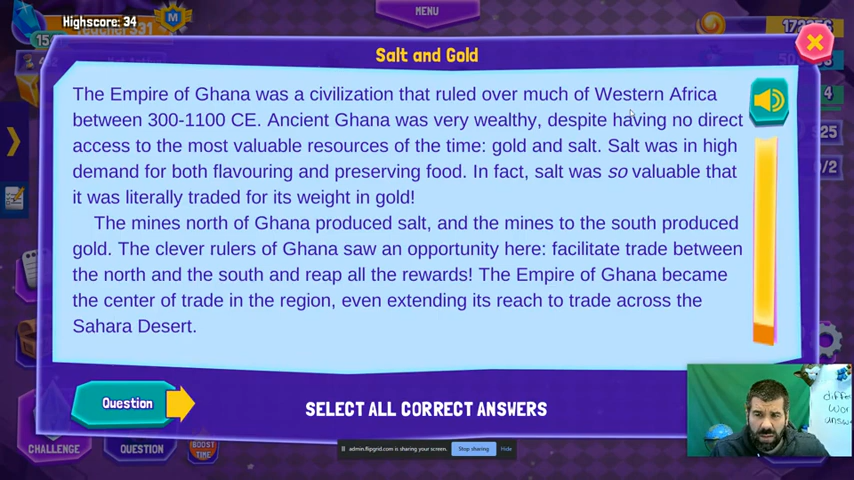 Highscore: 34
MENU
Salt and Gold
The Empire of Ghana was a civilization that ruled over much of Western Africa
between 300-1100 CE. Ancient Ghana was very wealthy, despite having no direct
access to the most valuable resources of the time: gold and salt. Salt was in high
demand for both flavouring and preserving food. In fact, salt was so valuable that
it was literally traded for its weight in gold!
The mines north of Ghana produced salt, and the mines to the south produced
gold. The clever rulers of Ghana saw an opportunity here: facilitate trade between
the north and the south and reap all the rewards! The Empire of Ghana became
the center of trade in the region, even extending its reach to trade across the
Sahara Desert.
Question
SELECT ALL CORRECT ANSWERS
CHALLENGE
QUESTION
BOOST
TIME
admin.flipgrid.com is sharing your screen.
Stop sharing
Hide